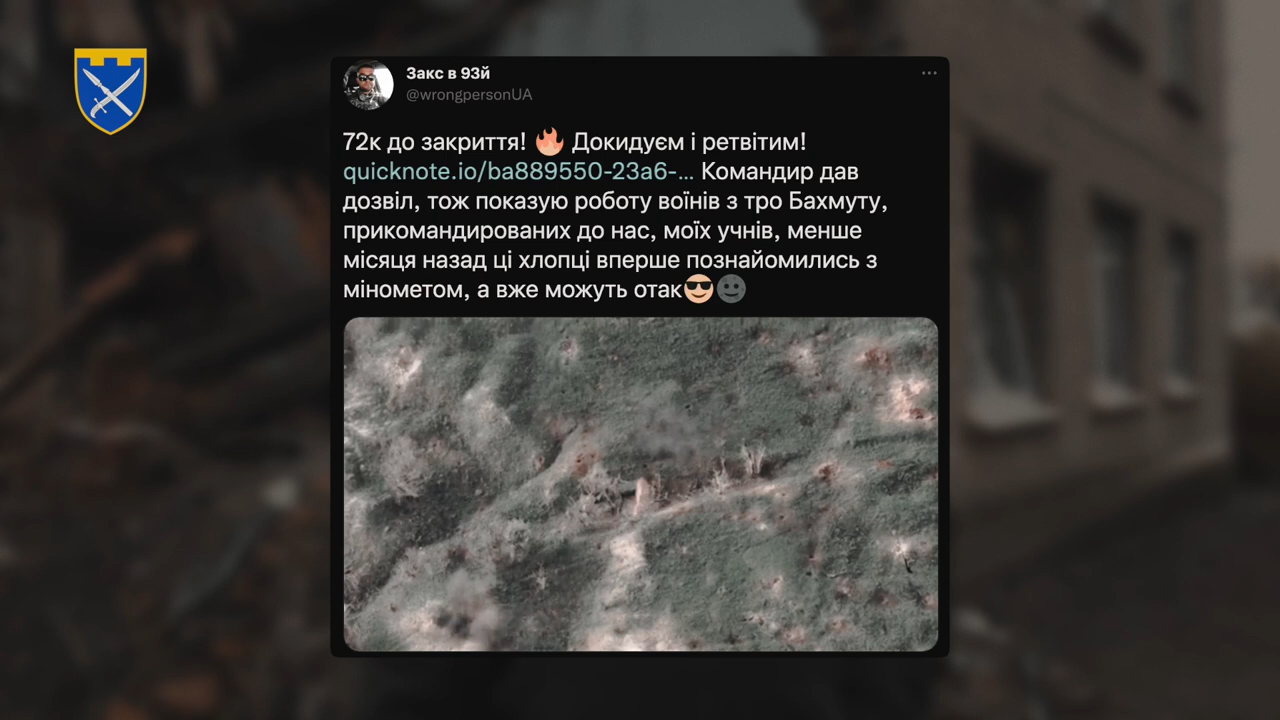 Закс в 93й
@wrongpersonUA
72к до закриття! 🔥 Докидуєм і ретвітим!
quicknote.io/ba889550-23a6-... Командир дав
дозвіл, тож показую роботу воїнів з тро Бахмуту,
прикомандированих до нас, моїх учнів, менше
місяця назад ці хлопці вперше познайомились з
мінометом, а вже можуть отак😎🌚